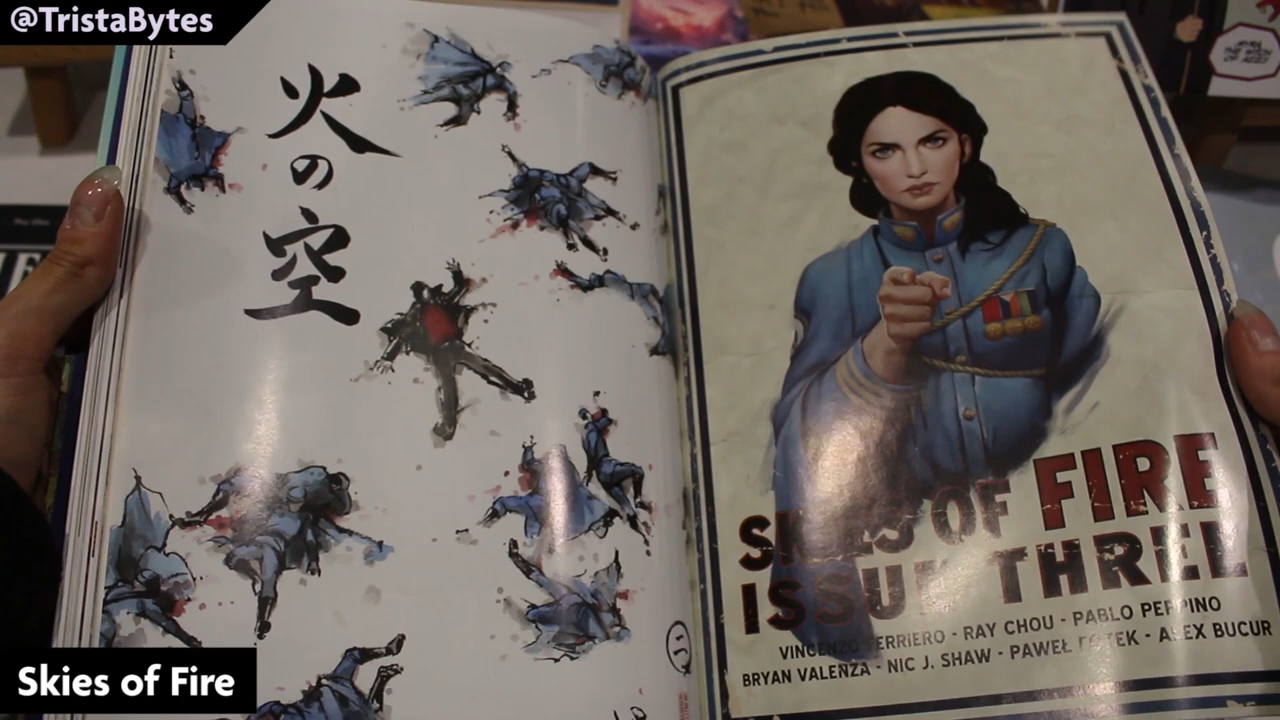 @TristaBytes
火の空
二
SKIES OF FIRE
ISSUE THREE
VINCENZO FERRIERO - RAY CHOU - PABLO PEPPINO
BRYAN VALENZA - NIC J. SHAW - PAWEŁ - ALEX BUCUR
Skies of Fire